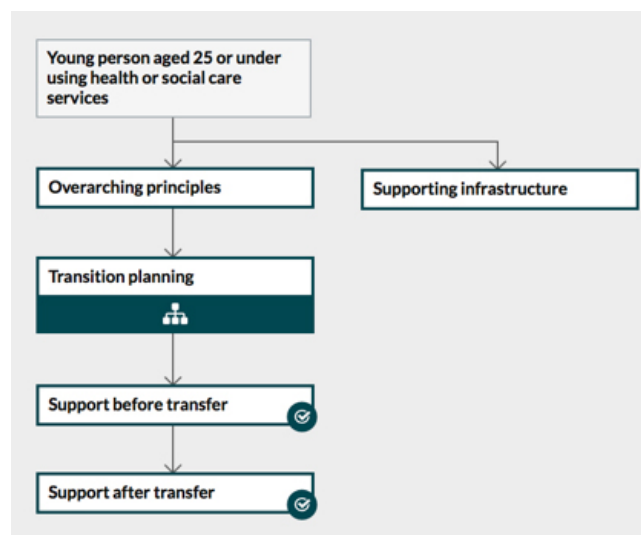 Young person aged 25 or under
using health or social care
services
Overarching principles
Supporting infrastructure
Transition planning
Support before transfer
Support after transfer